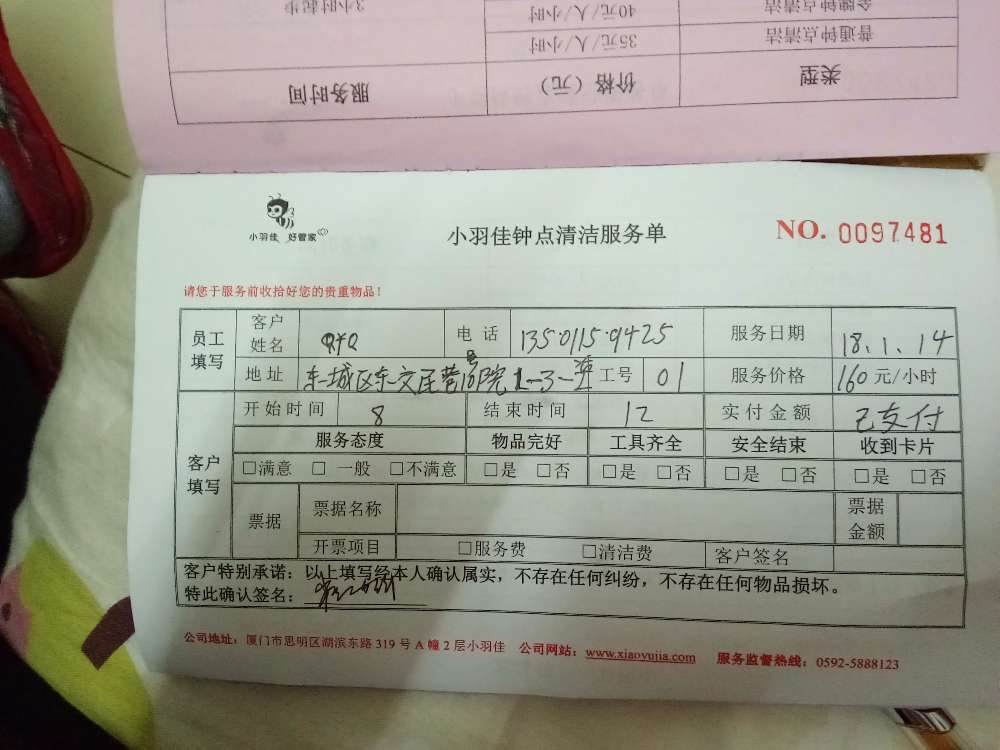 3小时起步
金牌钟点清洁 40元/人/小时
普通钟点清洁 35元/人/小时
类型 价格（元） 服务时间
小羽佳 好管家
小羽佳钟点清洁服务单
NO. 0097481
请您于服务前收拾好您的贵重物品！
员工填写 客户姓名 电话 135·0115·9425 服务日期 18.1.14
地址 东城区东交民巷 院 1-3- 工号 01 服务价格 160元/小时
客户填写 开始时间 8 结束时间 12 实付金额 已支付
服务态度 物品完好 工具齐全 安全结束 收到卡片
□满意 □一般 □不满意 □是 □否 □是 □否 □是 □否 □是 □否
票据 票据名称 票据金额
开票项目 □服务费 □清洁费 客户签名
客户特别承诺：以上填写经本人确认属实，不存在任何纠纷，不存在任何物品损坏。
特此确认签名：
公司地址：厦门市思明区湖滨东路 319 号 A 幢 2 层小羽佳 公司网站：www.xiaoyujia.com 服务监督热线：0592-5888123